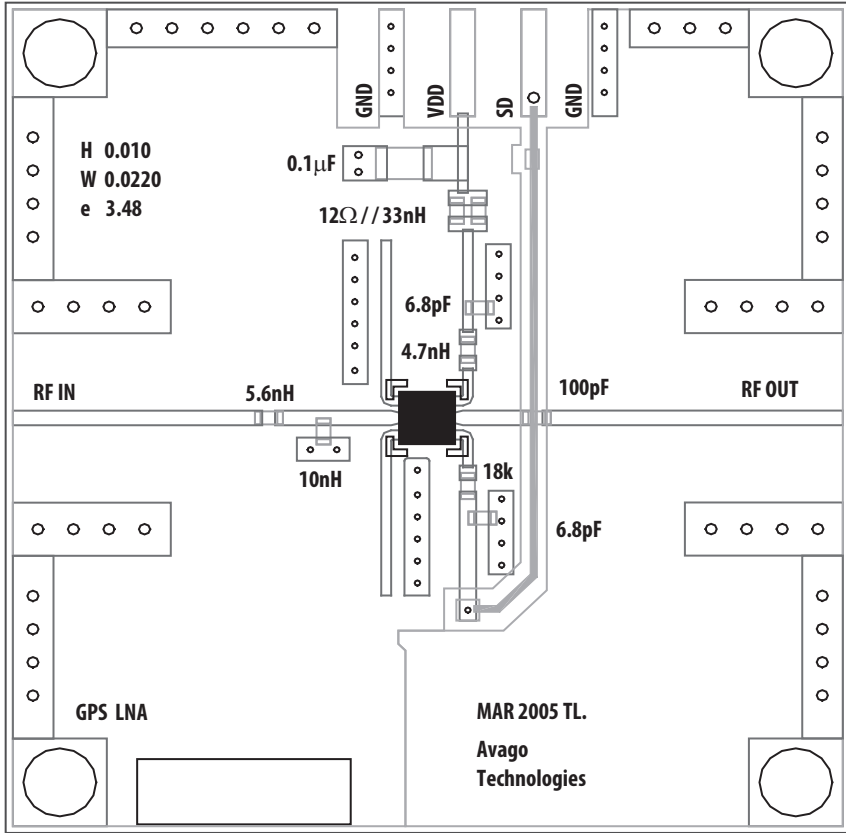 GND
VDD
SD
GND
H 0.010
W 0.0220
e 3.48
0.1μF
12Ω//33nH
6.8pF
4.7nH
RF IN
5.6nH
100pF
RF OUT
10nH
18k
6.8pF
GPS LNA
MAR 2005 TL.
Avago
Technologies